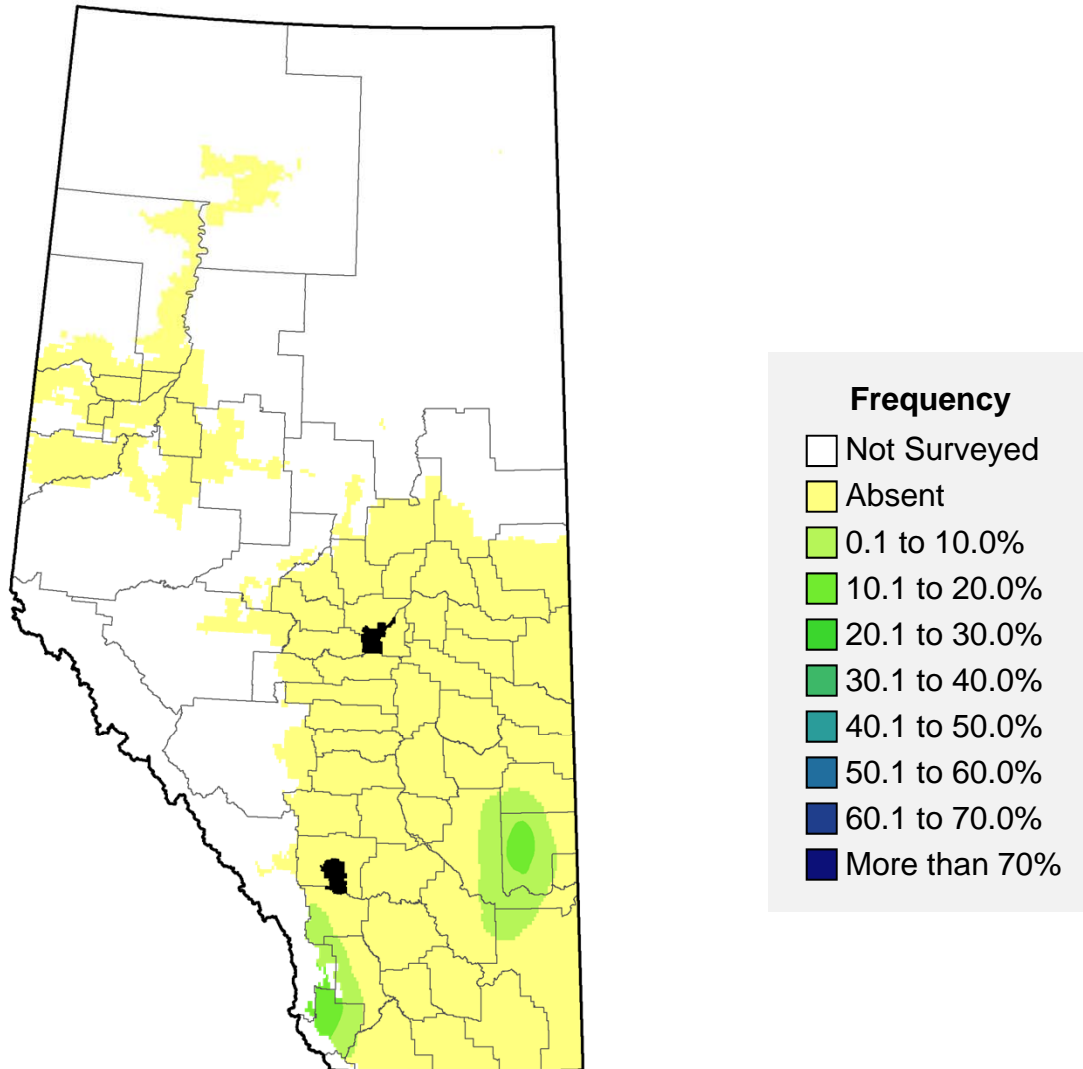 Frequency
Not Surveyed
Absent
0.1 to 10.0%
10.1 to 20.0%
20.1 to 30.0%
30.1 to 40.0%
40.1 to 50.0%
50.1 to 60.0%
60.1 to 70.0%
More than 70%